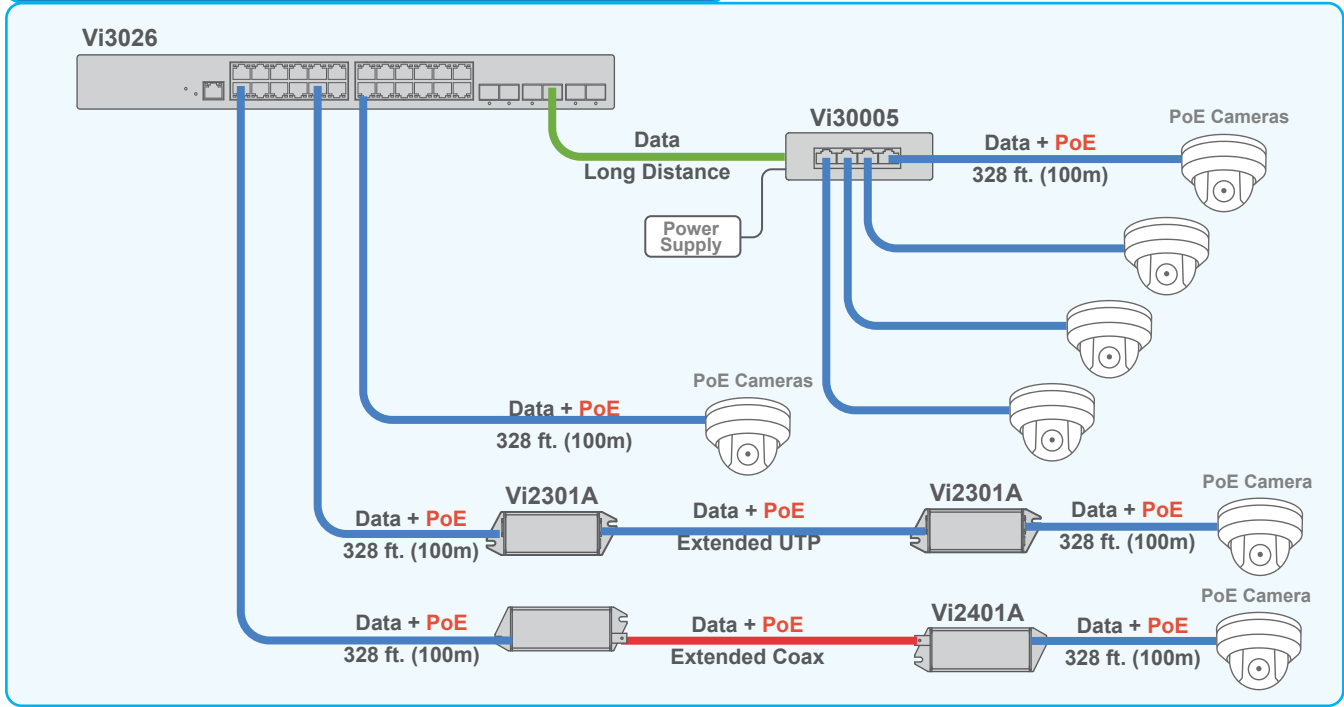 Vi3026
Vi30005
PoE Cameras
Data
Long Distance
Data + PoE
328 ft. (100m)
Power
Supply
PoE Cameras
Data + PoE
328 ft. (100m)
Vi2301A
Vi2301A
PoE Camera
Data + PoE
328 ft. (100m)
Data + PoE
Extended UTP
Data + PoE
328 ft. (100m)
Vi2401A
PoE Camera
Data + PoE
328 ft. (100m)
Data + PoE
Extended Coax
Data + PoE
328 ft. (100m)